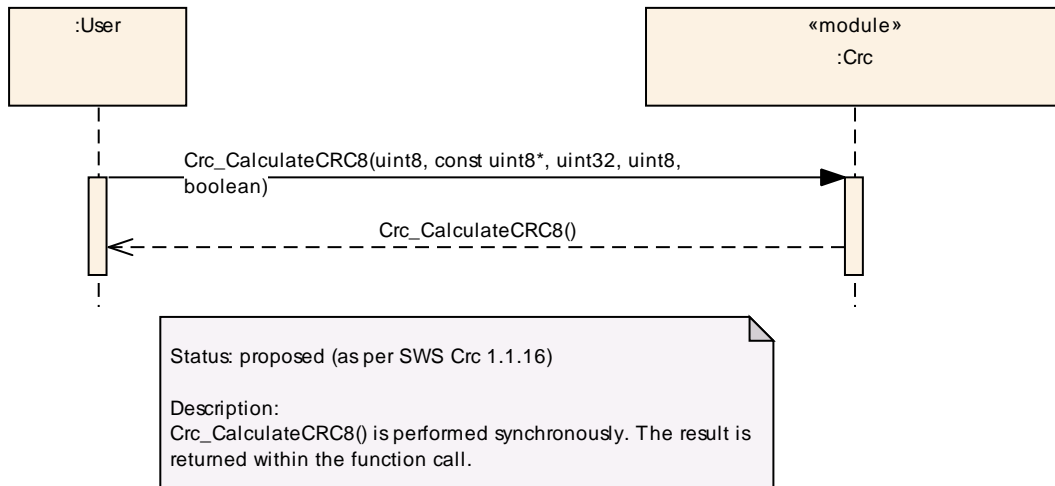 :User
«module»
:Crc
Crc_CalculateCRC8(uint8, const uint8*, uint32, uint8,
boolean)
Crc_CalculateCRC8()
Status: proposed (as per SWS Crc 1.1.16)
Description:
Crc_CalculateCRC8() is performed synchronously. The result is
returned within the function call.